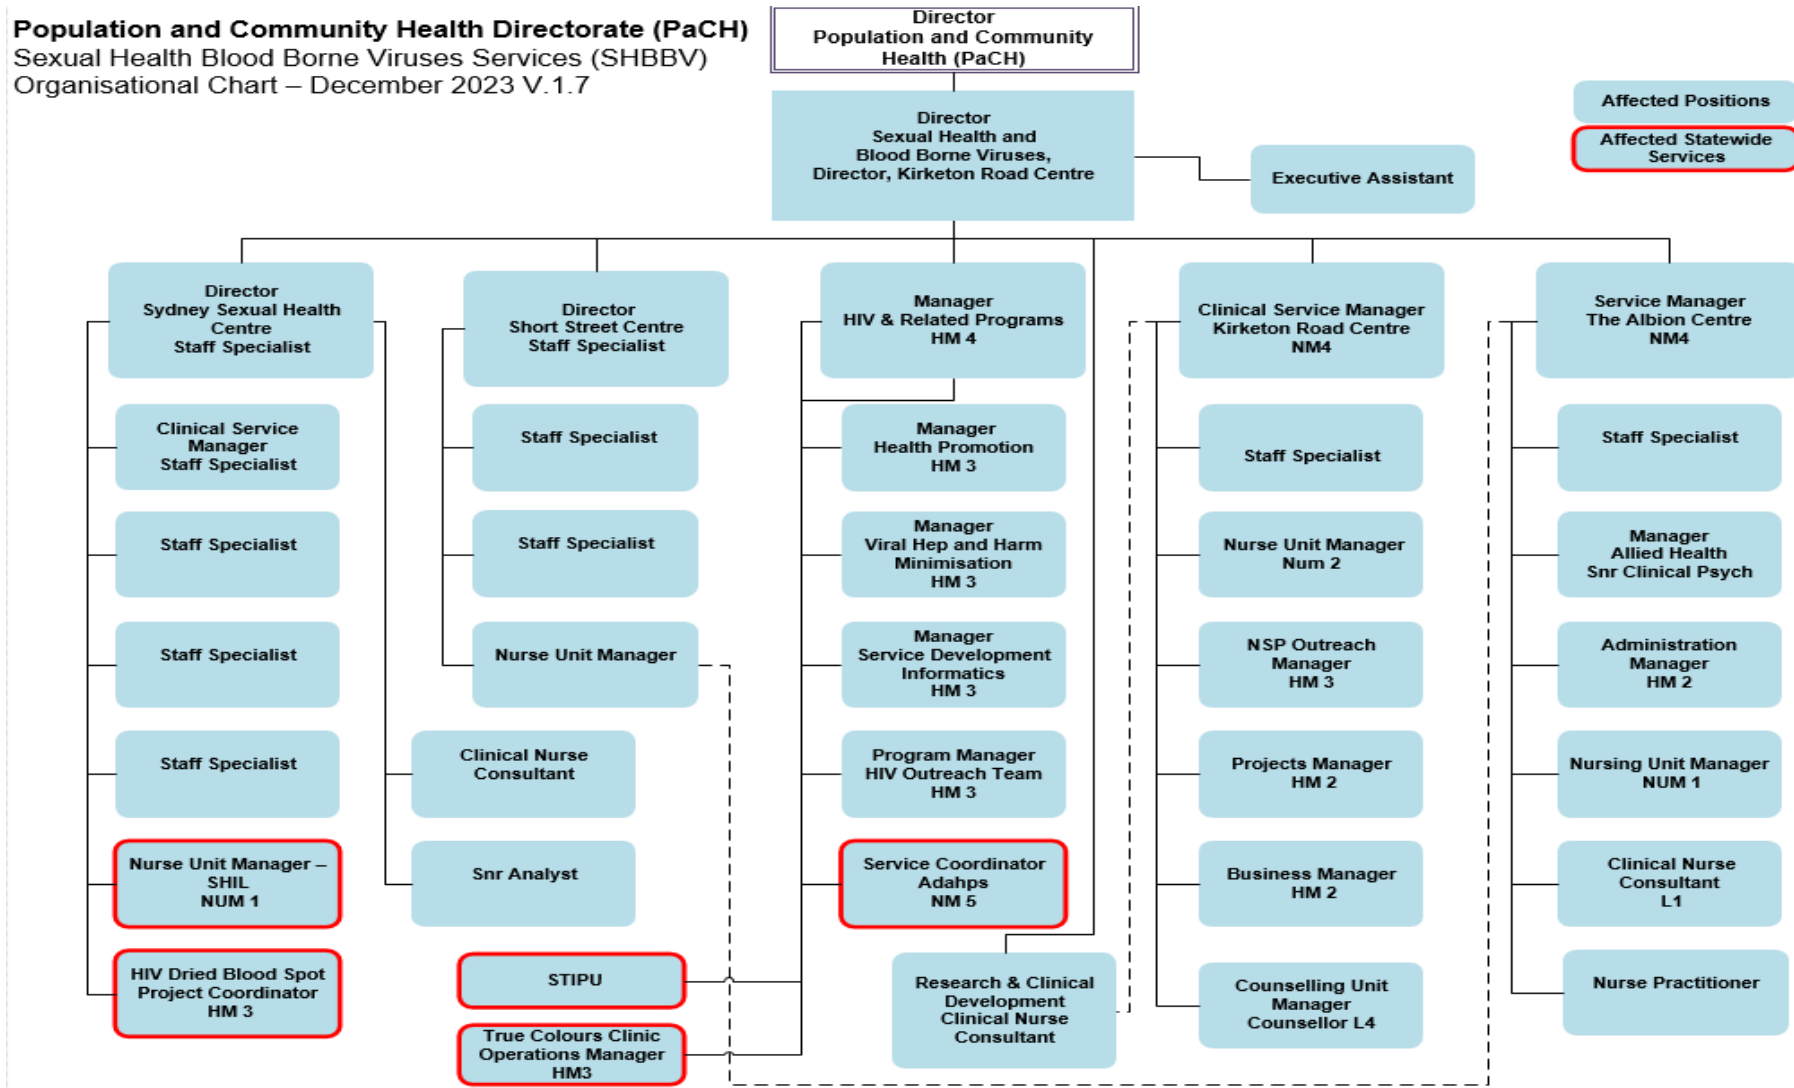 Population and Community Health Directorate (PaCH)
Sexual Health Blood Borne Viruses Services (SHBBV)
Organisational Chart – December 2023 V.1.7
Director
Population and Community
Health (PaCH)
Affected Positions
Affected Statewide
Services
Director
Sexual Health and
Blood Borne Viruses,
Director, Kirketon Road Centre
Executive Assistant
Director
Sydney Sexual Health
Centre
Staff Specialist
Clinical Service
Manager
Staff Specialist
Staff Specialist
Staff Specialist
Staff Specialist
Nurse Unit Manager –
SHIL
NUM 1
HIV Dried Blood Spot
Project Coordinator
HM 3
Clinical Nurse
Consultant
Snr Analyst
Director
Short Street Centre
Staff Specialist
Staff Specialist
Staff Specialist
Nurse Unit Manager
Manager
HIV & Related Programs
HM 4
Manager
Health Promotion
HM 3
Manager
Viral Hep and Harm
Minimisation
HM 3
Manager
Service Development
Informatics
HM 3
Program Manager
HIV Outreach Team
HM 3
Service Coordinator
Adahps
NM 5
STIPU
True Colours Clinic
Operations Manager
HM3
Research & Clinical
Development
Clinical Nurse
Consultant
Clinical Service Manager
Kirketon Road Centre
NM4
Staff Specialist
Nurse Unit Manager
Num 2
NSP Outreach
Manager
HM 3
Projects Manager
HM 2
Business Manager
HM 2
Counselling Unit
Manager
Counsellor L4
Service Manager
The Albion Centre
NM4
Staff Specialist
Manager
Allied Health
Snr Clinical Psych
Administration
Manager
HM 2
Nursing Unit Manager
NUM 1
Clinical Nurse
Consultant
L1
Nurse Practitioner